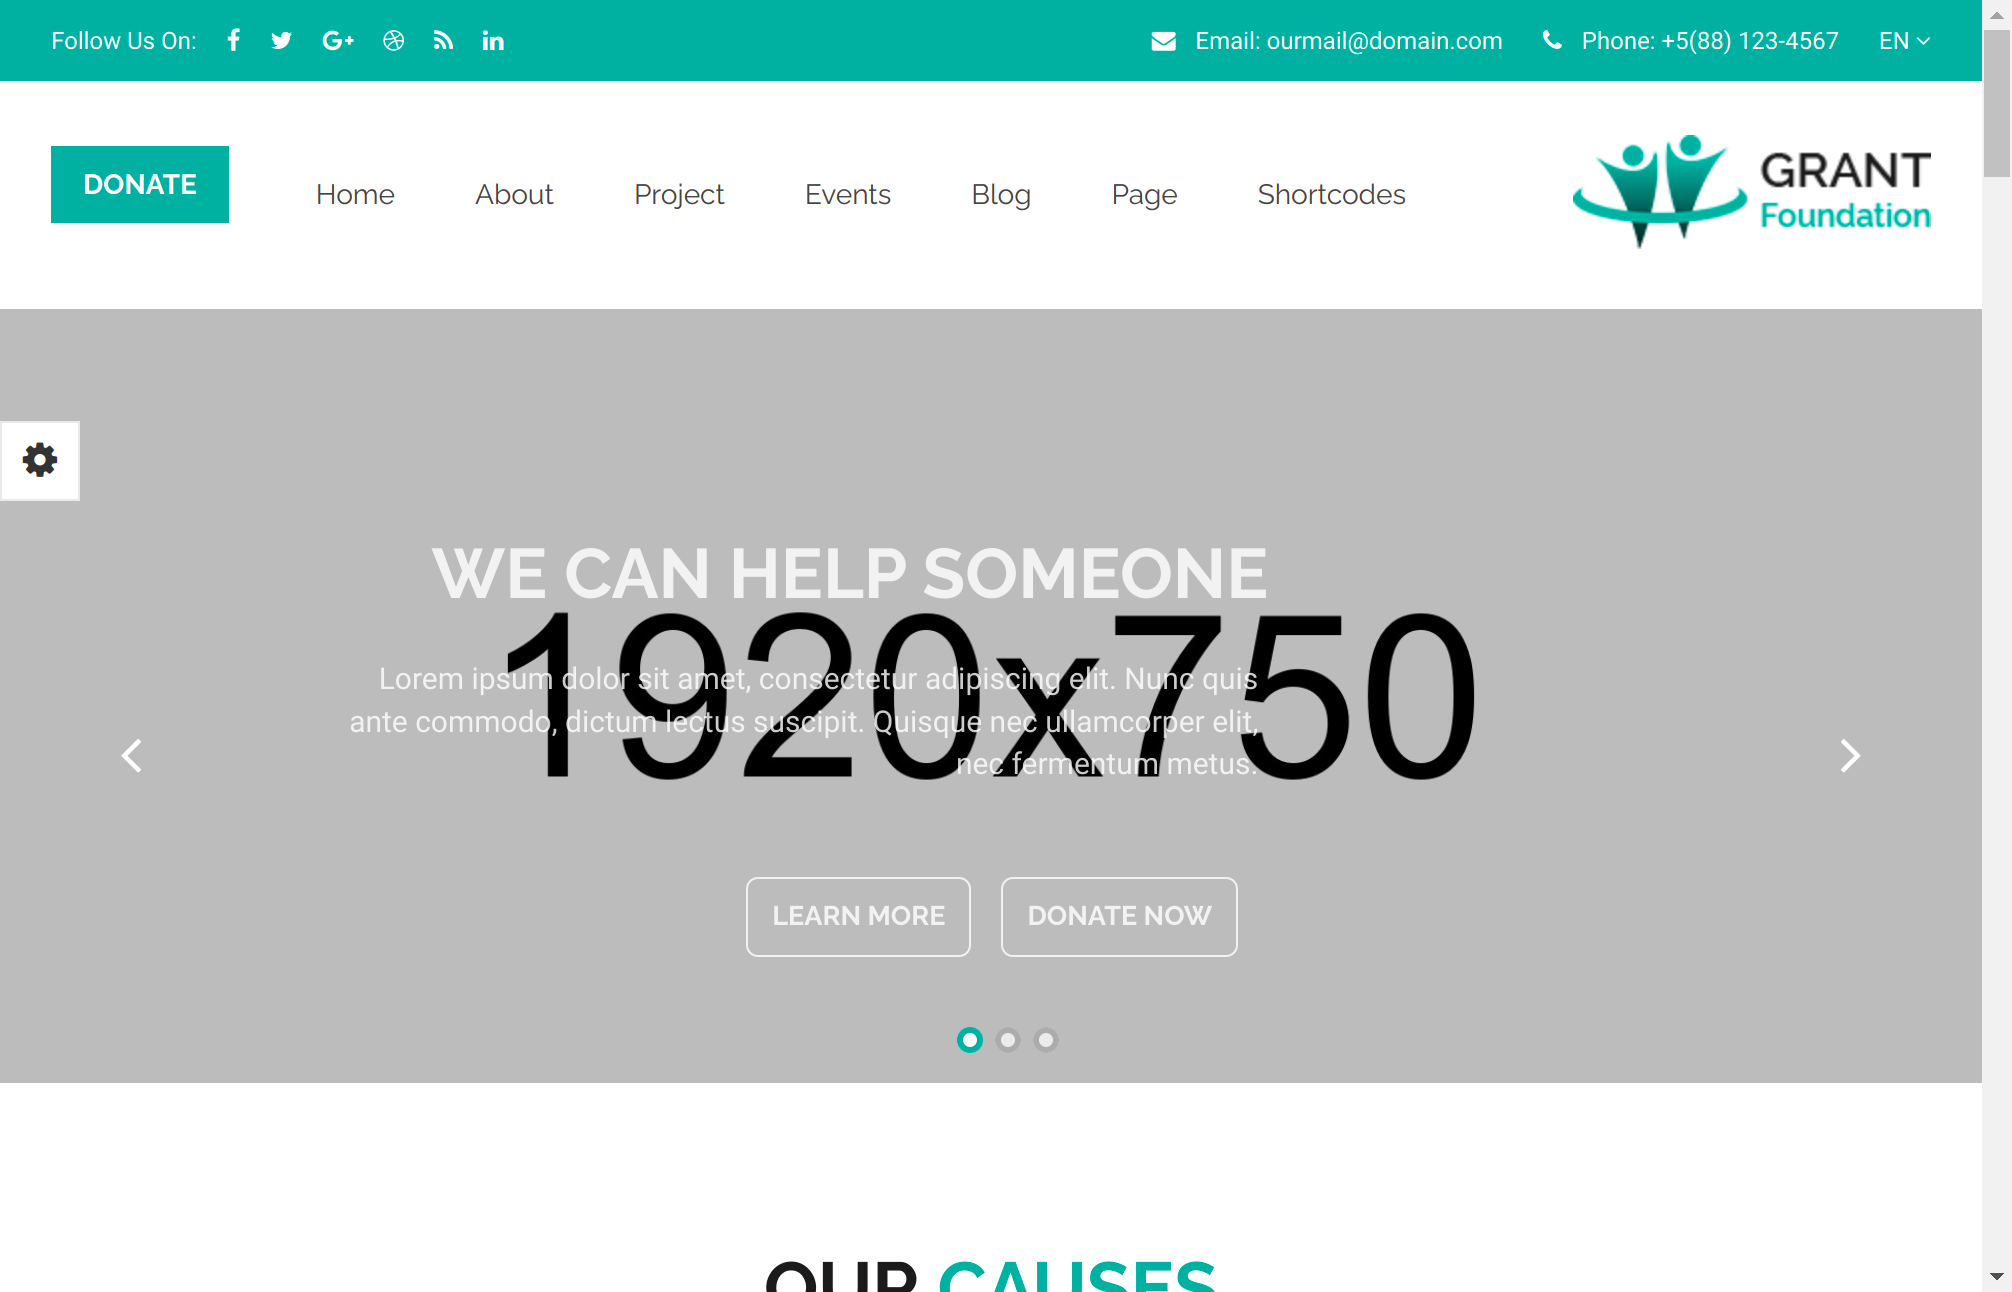 Follow Us On:
Email: ourmail@domain.com
Phone: +5(88) 123-4567
EN
DONATE
Home
About
Project
Events
Blog
Page
Shortcodes
GRANT
Foundation
WE CAN HELP SOMEONE
1920x750
Lorem ipsum dolor sit amet, consectetur adipiscing elit. Nunc quis
ante commodo, dictum lectus suscipit. Quisque nec ullamcorper elit,
nec fermentum metus.
LEARN MORE
DONATE NOW
OUR CAUSES